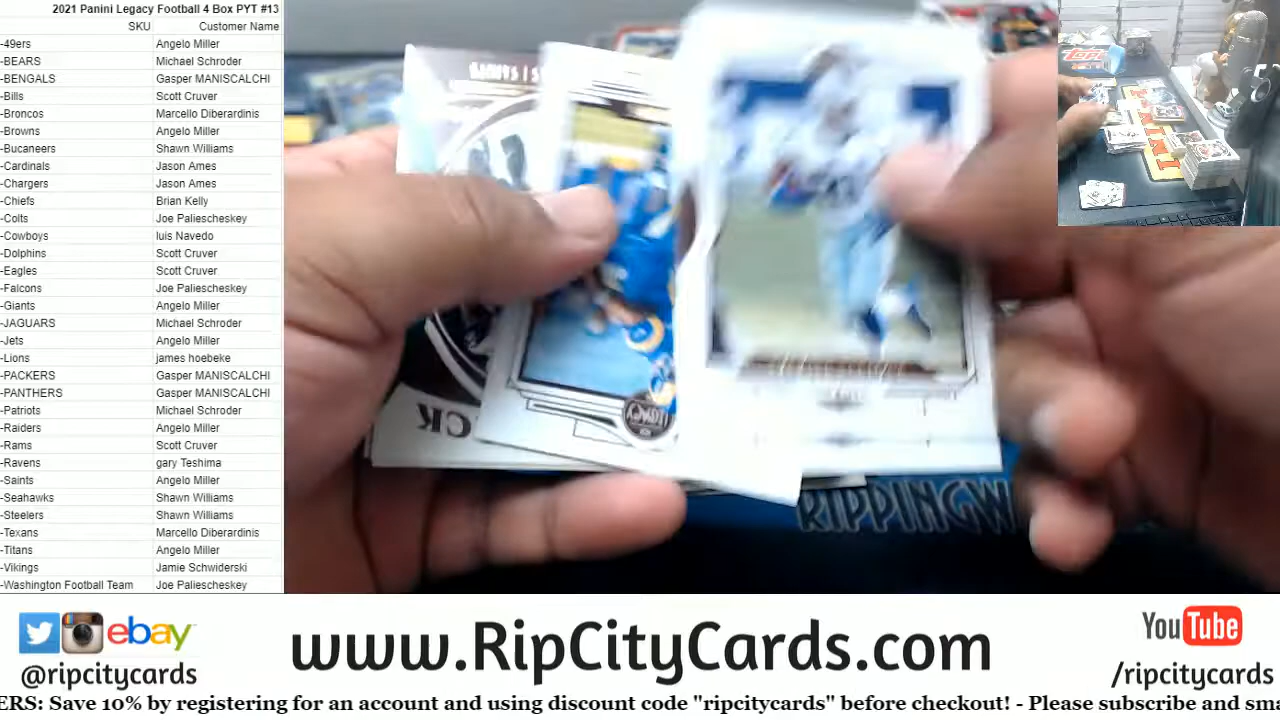 2021 Panini Legacy Football 4 Box PYT #13
SKU Customer Name
-49ers Angelo Miller
-BEARS Michael Schroder
-BENGALS Gasper MANISCALCHI
-Bills Scott Cruver
-Broncos Marcello Diberardinis
-Browns Angelo Miller
-Bucaneers Shawn Williams
-Cardinals Jason Ames
-Chargers Jason Ames
-Chiefs Brian Kelly
-Colts Joe Paliescheskey
-Cowboys luis Navedo
-Dolphins Scott Cruver
-Eagles Scott Cruver
-Falcons Joe Paliescheskey
-Giants Angelo Miller
-JAGUARS Michael Schroder
-Jets Angelo Miller
-Lions james hoebeke
-PACKERS Gasper MANISCALCHI
-PANTHERS Gasper MANISCALCHI
-Patriots Michael Schroder
-Raiders Angelo Miller
-Rams Scott Cruver
-Ravens gary Teshima
-Saints Angelo Miller
-Seahawks Shawn Williams
-Steelers Shawn Williams
-Texans Marcello Diberardinis
-Titans Angelo Miller
-Vikings Jamie Schwiderski
-Washington Football Team Joe Paliescheskey
LEGACY
CK
RIPPINGW
ebay
@ripcitycards
www.RipCityCards.com
YouTube
/ripcitycards
ERS: Save 10% by registering for an account and using discount code "ripcitycards" before checkout! - Please subscribe and sma